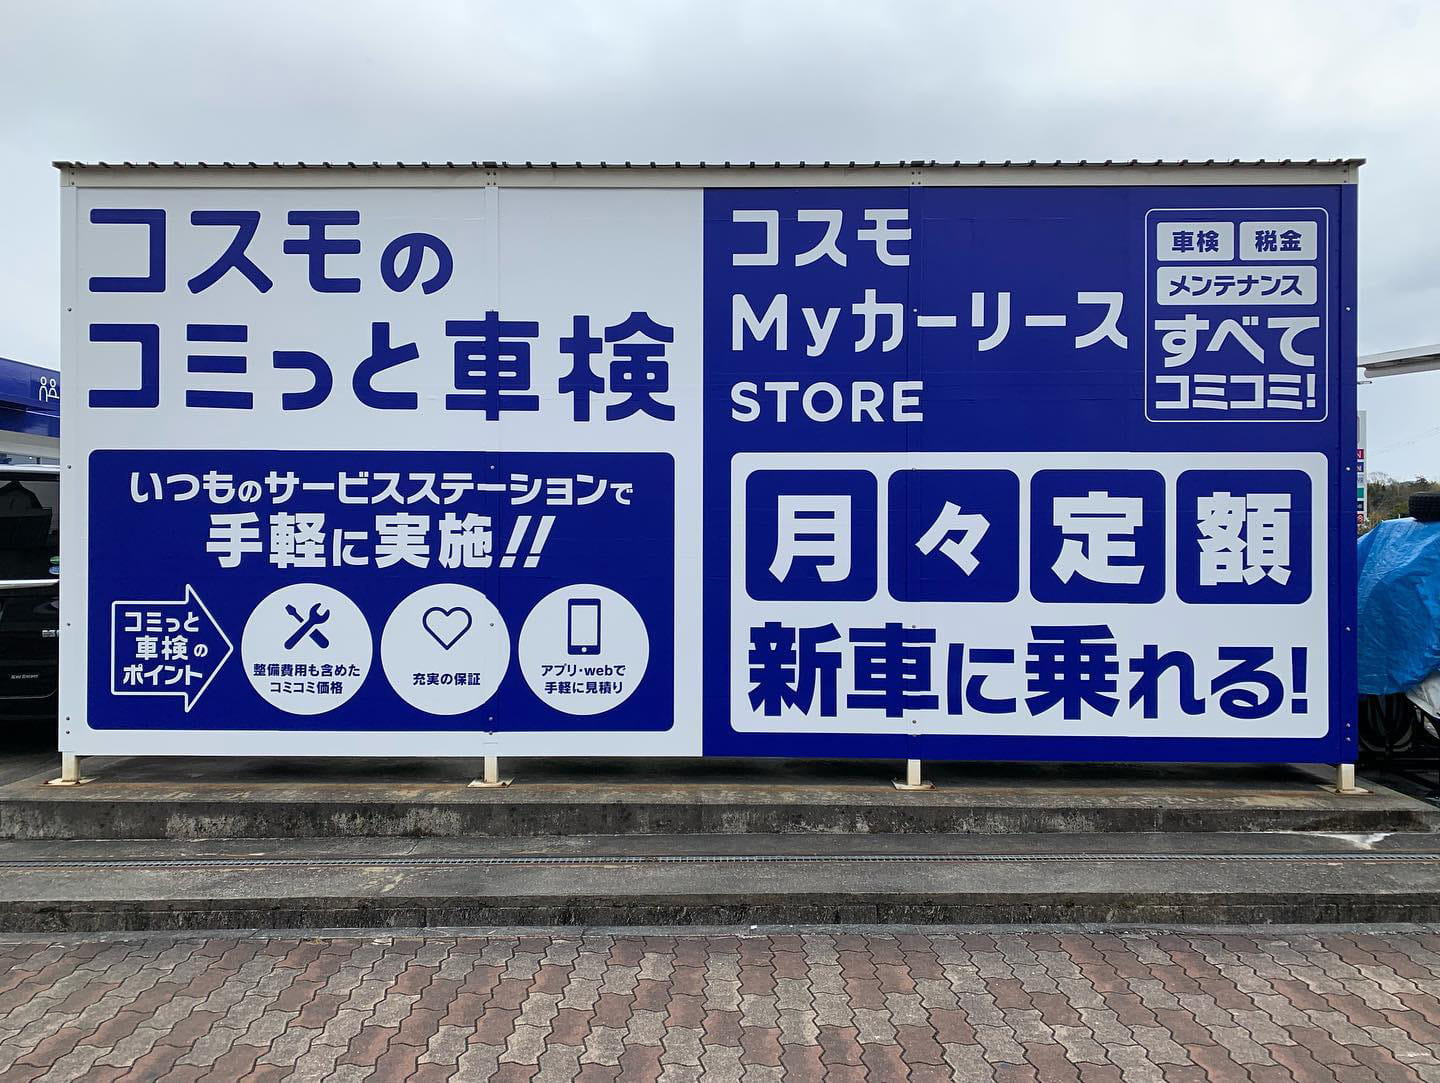 コスモの
コミっと車検
いつものサービスステーションで
手軽に実施!!
コミっと
車検の
ポイント
整備費用も含めた
コミコミ価格
充実の保証
アプリ・webで
手軽に見積り
コスモ
Myカーリース
STORE
車検 税金
メンテナンス
すべて
コミコミ!
月々定額
新車に乗れる!